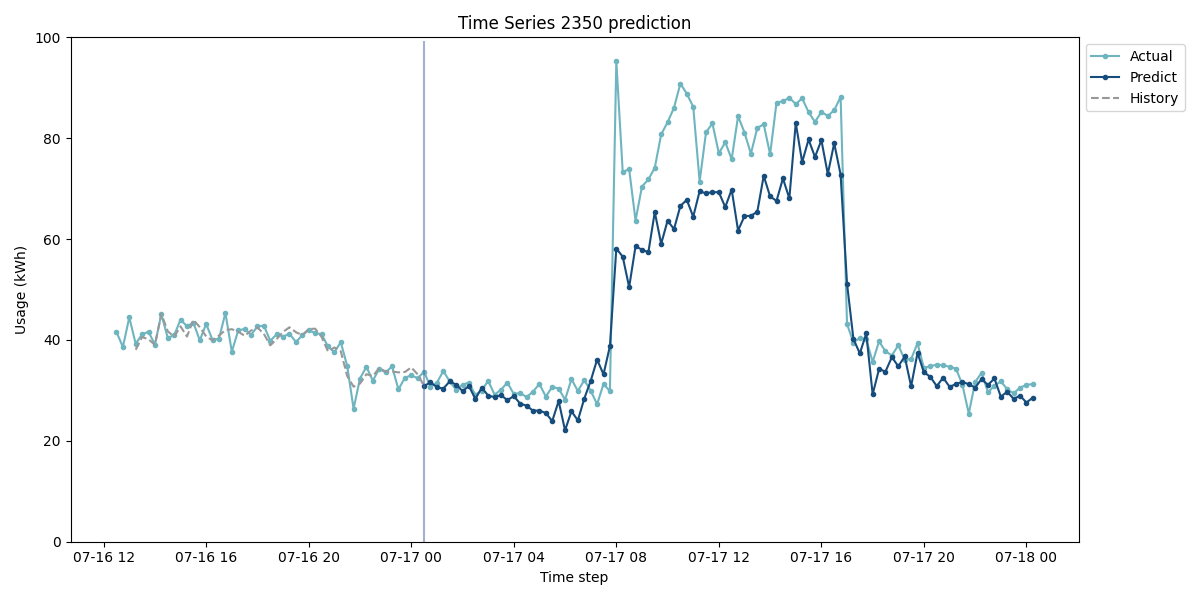 Time Series 2350 prediction
100
80
60
40
20
0
Usage (kWh)
07-16 12
07-16 16
07-16 20
07-17 00
07-17 04
07-17 08
07-17 12
07-17 16
07-17 20
07-18 00
Time step
Actual
Predict
History